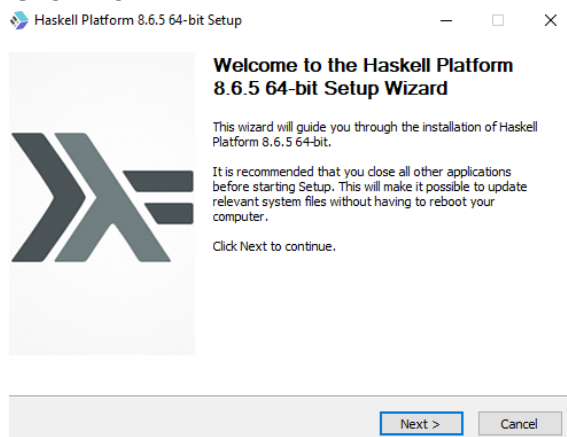 Haskell Platform 8.6.5 64-bit Setup
Welcome to the Haskell Platform
8.6.5 64-bit Setup Wizard
This wizard will guide you through the installation of Haskell
Platform 8.6.5 64-bit.
It is recommended that you close all other applications
before starting Setup. This will make it possible to update
relevant system files without having to reboot your
computer.
Click Next to continue.
Next >
Cancel